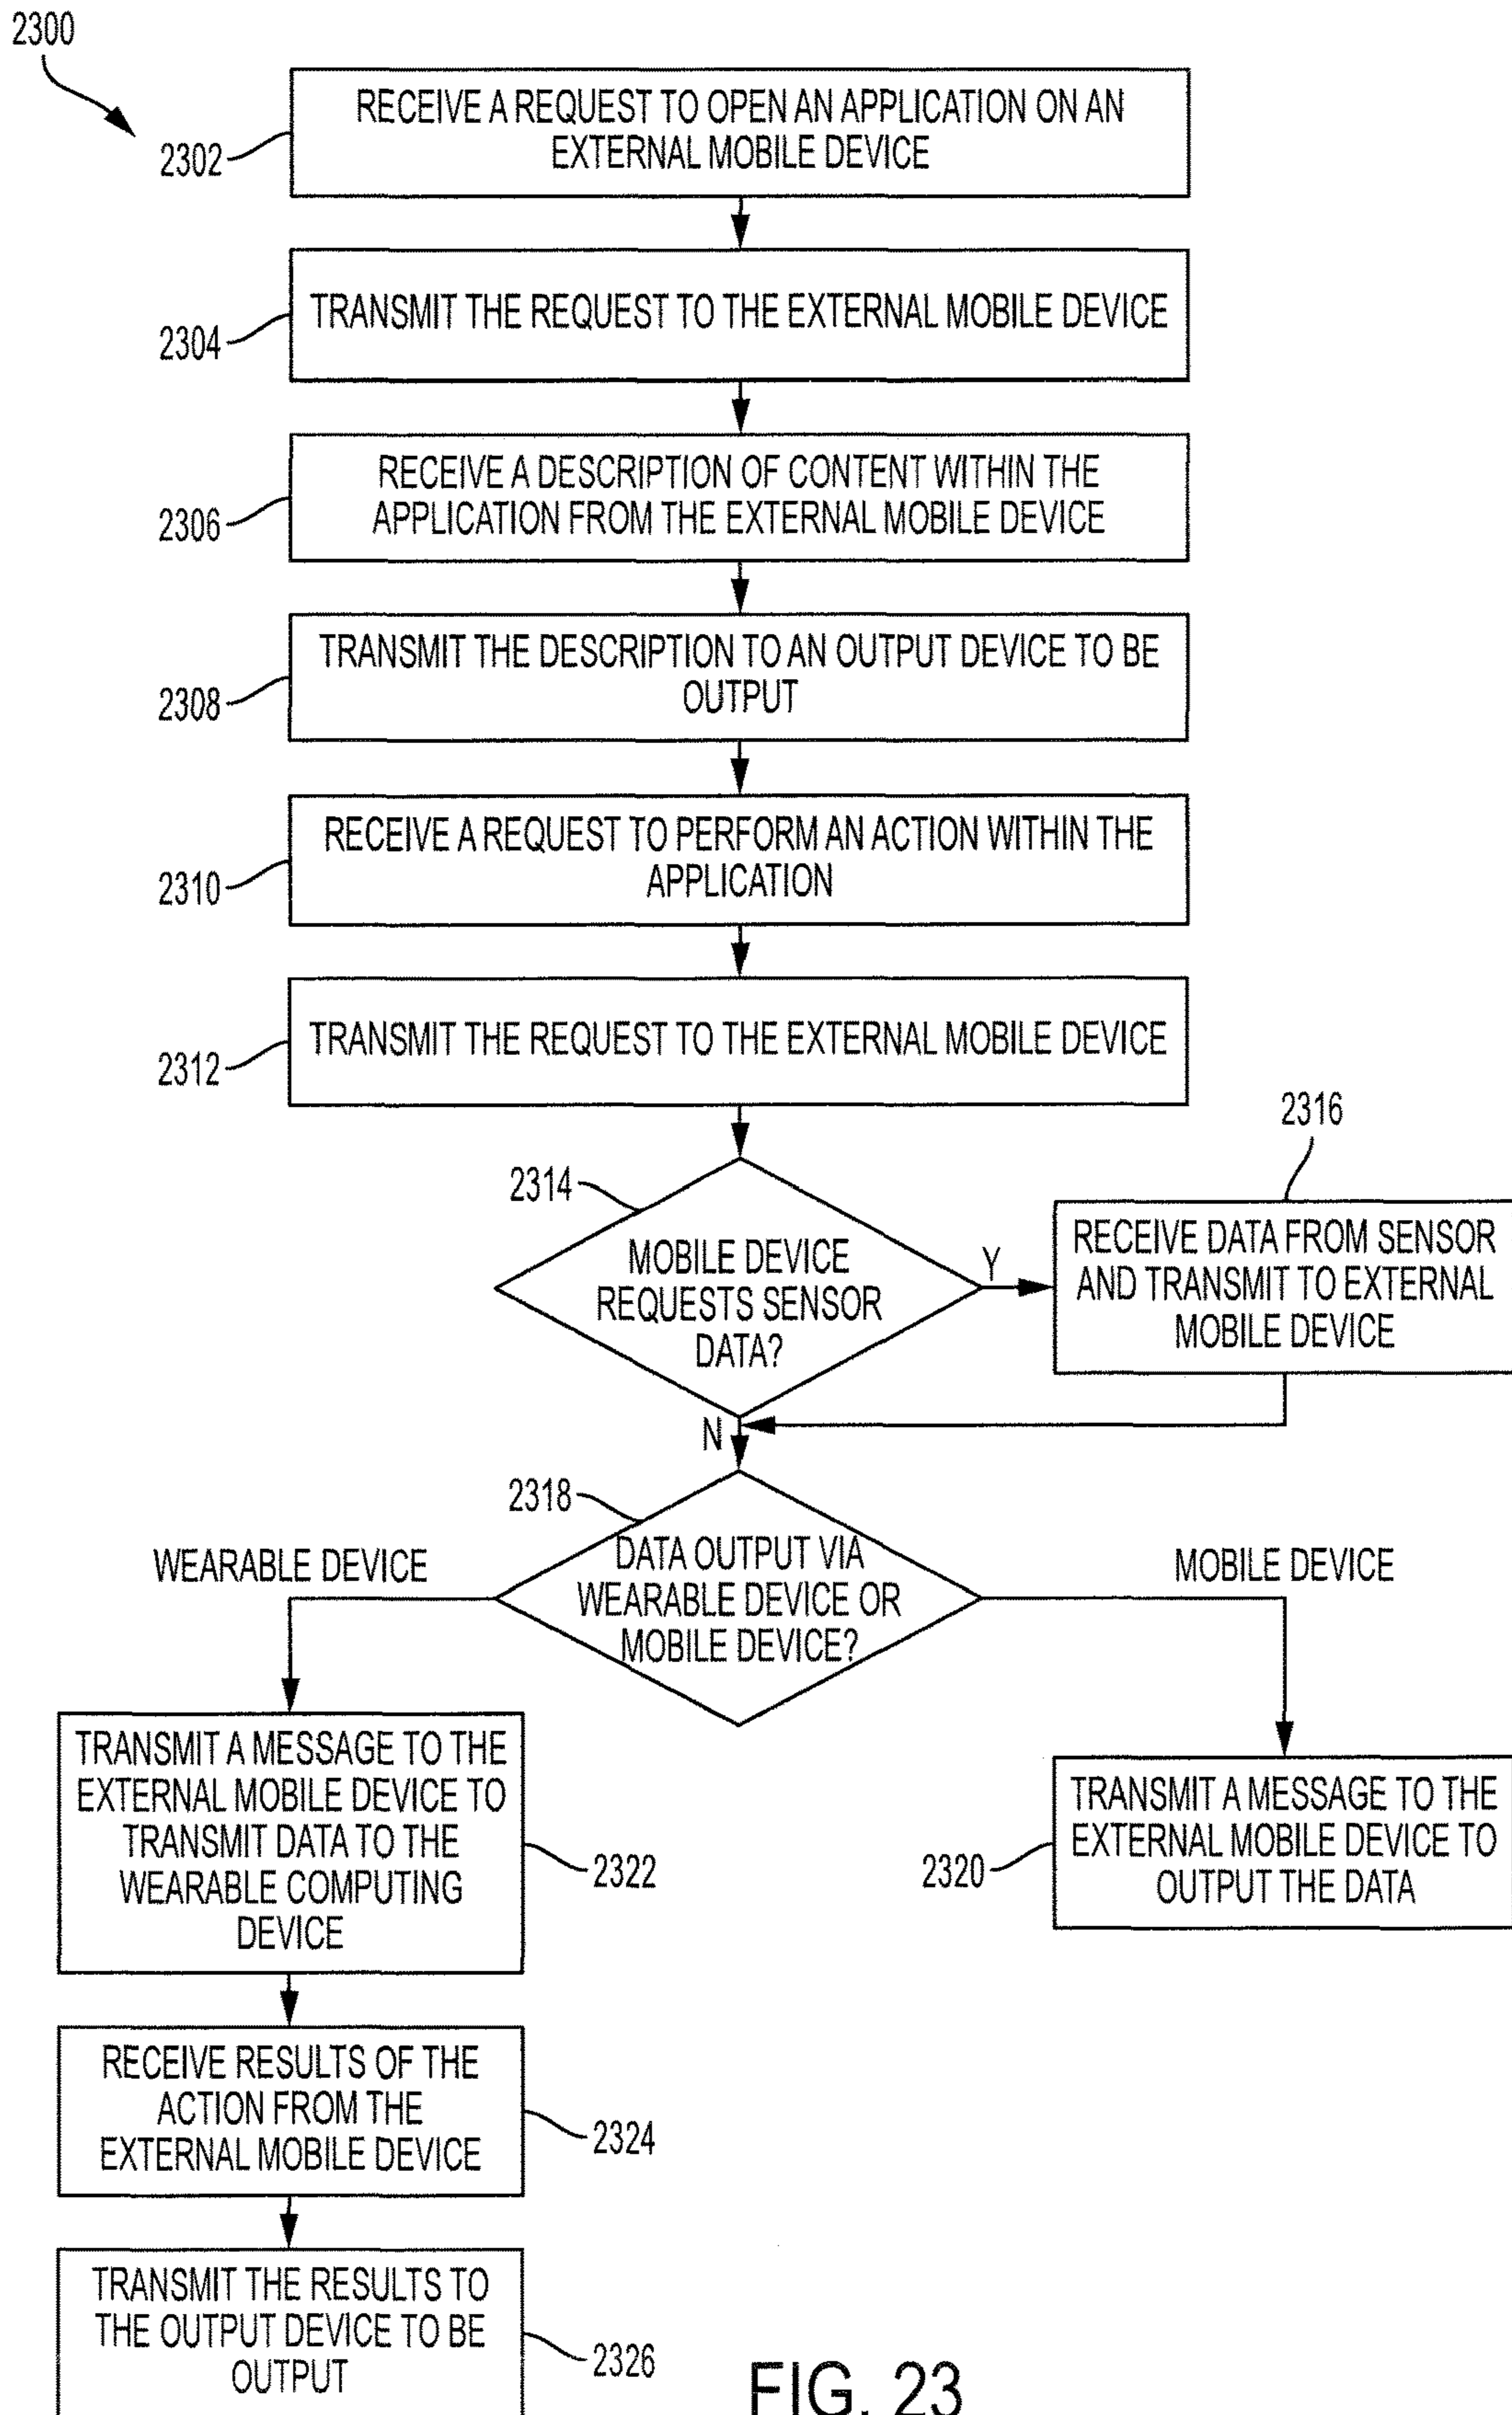 2300
RECEIVE A REQUEST TO OPEN AN APPLICATION ON AN
EXTERNAL MOBILE DEVICE
2302
TRANSMIT THE REQUEST TO THE EXTERNAL MOBILE DEVICE
2304
RECEIVE A DESCRIPTION OF CONTENT WITHIN THE
APPLICATION FROM THE EXTERNAL MOBILE DEVICE
2306
TRANSMIT THE DESCRIPTION TO AN OUTPUT DEVICE TO BE
OUTPUT
2308
RECEIVE A REQUEST TO PERFORM AN ACTION WITHIN THE
APPLICATION
2310
TRANSMIT THE REQUEST TO THE EXTERNAL MOBILE DEVICE
2312
2314
MOBILE DEVICE
REQUESTS SENSOR
DATA?
Y
2316
RECEIVE DATA FROM SENSOR
AND TRANSMIT TO EXTERNAL
MOBILE DEVICE
N
2318
DATA OUTPUT VIA
WEARABLE DEVICE OR
MOBILE DEVICE?
WEARABLE DEVICE
MOBILE DEVICE
TRANSMIT A MESSAGE TO THE
EXTERNAL MOBILE DEVICE TO
TRANSMIT DATA TO THE
WEARABLE COMPUTING
DEVICE
2322
2320
TRANSMIT A MESSAGE TO THE
EXTERNAL MOBILE DEVICE TO
OUTPUT THE DATA
RECEIVE RESULTS OF THE
ACTION FROM THE
EXTERNAL MOBILE DEVICE
2324
TRANSMIT THE RESULTS TO
THE OUTPUT DEVICE TO BE
OUTPUT
2326
FIG. 23